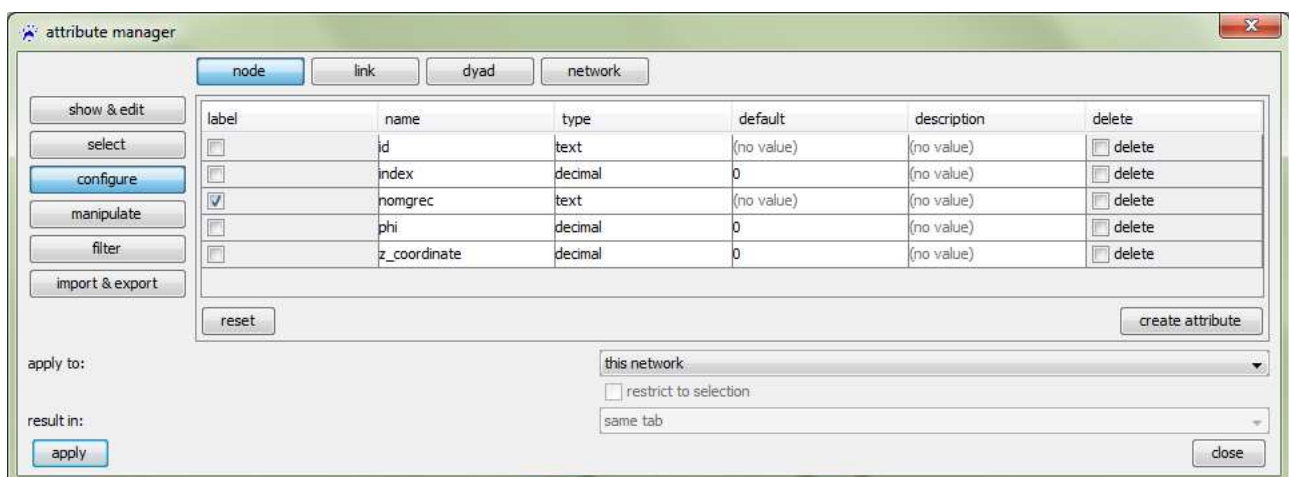 attribute manager
node link dyad network
show & edit
select
configure
manipulate
filter
import & export
label name type default description delete
id text (no value) (no value) delete
index decimal 0 (no value) delete
nomgrec text (no value) (no value) delete
phi decimal 0 (no value) delete
z_coordinate decimal 0 (no value) delete
reset create attribute
apply to: this network
restrict to selection
result in: same tab
apply close